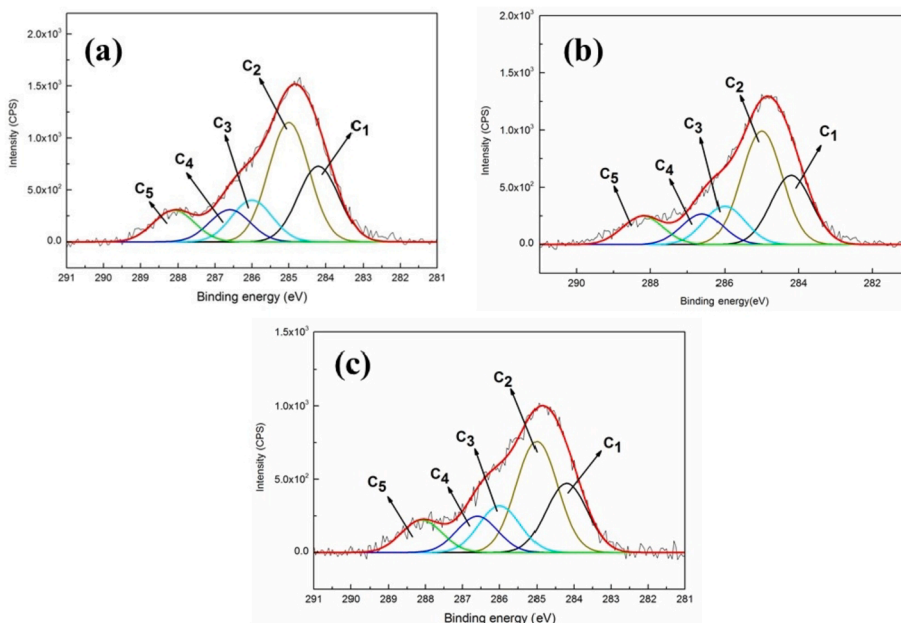 (a)
Intensity (CPS)
2.0x10³
1.5x10³
1.0x10³
5.0x10²
0.0
C₁
C₂
C₃
C₄
C₅
291 290 289 288 287 286 285 284 283 282 281
Binding energy (eV)
(b)
Intensity (CPS)
2.0x10³
1.5x10³
1.0x10³
5.0x10²
0.0
C₁
C₂
C₃
C₄
C₅
290 288 286 284 282
Binding energy(eV)
(c)
Intensity (CPS)
1.5x10³
1.0x10³
5.0x10²
0.0
C₁
C₂
C₃
C₄
C₅
291 290 289 288 287 286 285 284 283 282 281
Binding energy (eV)